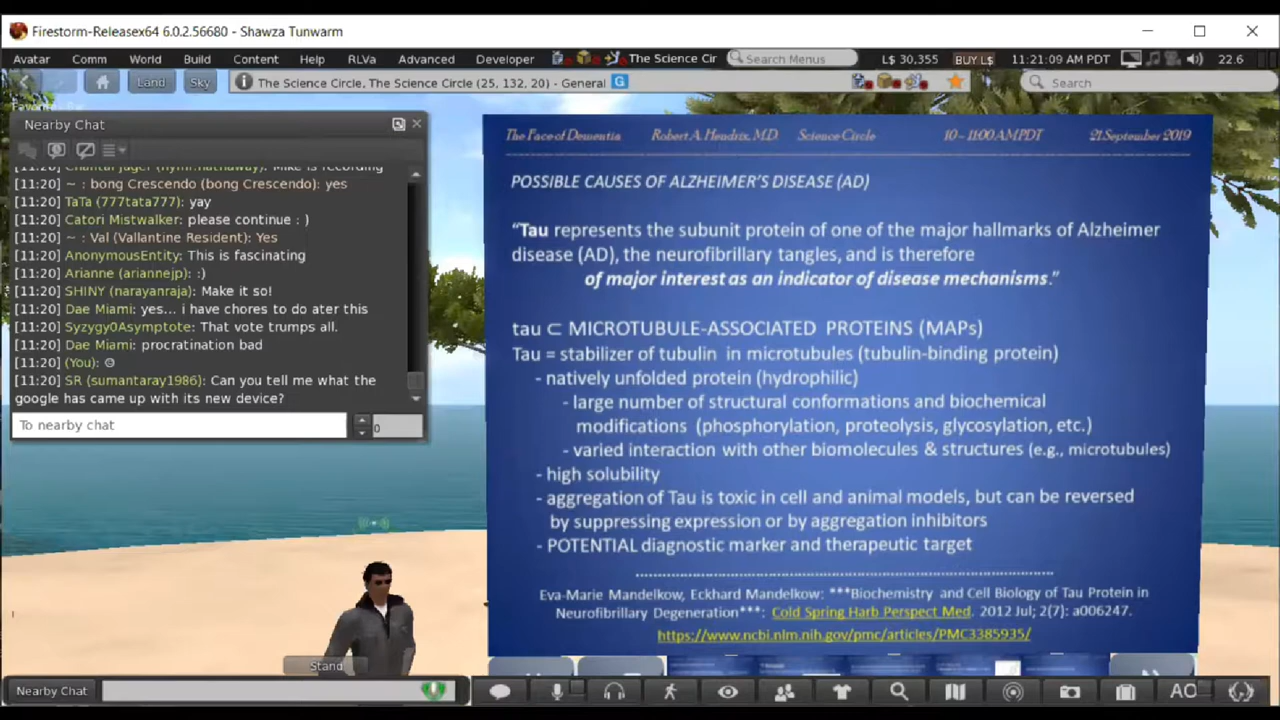 Firestorm-Releasex64 6.0.2.56680 - Shawza Tunwarm
Avatar Comm World Build Content Help RLVa Advanced Developer The Science Cir Search Menus L$ 30,355 BUY L$ 11:21:09 AM PDT 22.6
Land Sky The Science Circle, The Science Circle (25, 132, 20) - General G Search
Nearby Chat
[11:20] Chantal Jager (nymf.hathaway): Mike is recording
[11:20] ~ : bong Crescendo (bong Crescendo): yes
[11:20] TaTa (777tata777): yay
[11:20] Catori Mistwalker: please continue : )
[11:20] ~ : Val (Vallantine Resident): Yes
[11:20] AnonymousEntity: This is fascinating
[11:20] Arianne (ariannejp): :)
[11:20] SHINY (narayanraja): Make it so!
[11:20] Dae Miami: yes... i have chores to do ater this
[11:20] Syzygy0Asymptote: That vote trumps all.
[11:20] Dae Miami: procratination bad
[11:20] (You): ☺
[11:20] SR (sumantaray1986): Can you tell me what the
google has came up with its new device?
To nearby chat 0
The Face of Dementia Robert A. Hendrix, M.D. Science Circle 10 - 11:00 AM PDT 21 September 2019
POSSIBLE CAUSES OF ALZHEIMER'S DISEASE (AD)
“Tau represents the subunit protein of one of the major hallmarks of Alzheimer
disease (AD), the neurofibrillary tangles, and is therefore
of major interest as an indicator of disease mechanisms.”
tau ⊂ MICROTUBULE-ASSOCIATED PROTEINS (MAPs)
Tau = stabilizer of tubulin in microtubules (tubulin-binding protein)
- natively unfolded protein (hydrophilic)
- large number of structural conformations and biochemical
modifications (phosphorylation, proteolysis, glycosylation, etc.)
- varied interaction with other biomolecules & structures (e.g., microtubules)
- high solubility
- aggregation of Tau is toxic in cell and animal models, but can be reversed
by suppressing expression or by aggregation inhibitors
- POTENTIAL diagnostic marker and therapeutic target
Eva-Marie Mandelkow, Eckhard Mandelkow: ***Biochemistry and Cell Biology of Tau Protein in
Neurofibrillary Degeneration***: Cold Spring Harb Perspect Med. 2012 Jul; 2(7): a006247.
https://www.ncbi.nlm.nih.gov/pmc/articles/PMC3385935/
Stand
Nearby Chat AO